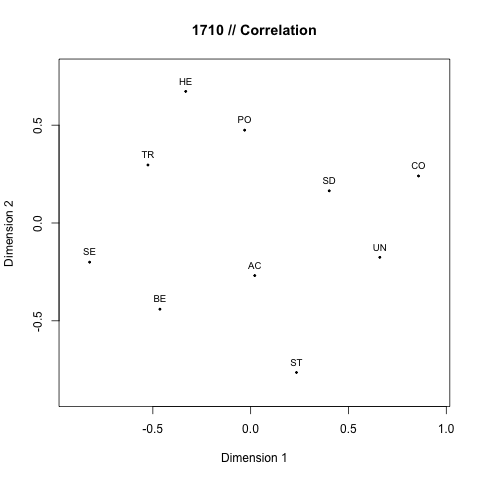 1710 // Correlation
HE
PO
TR
CO
SD
UN
SE
AC
BE
ST
Dimension 2
0.5
0.0
-0.5
-0.5
0.0
0.5
1.0
Dimension 1